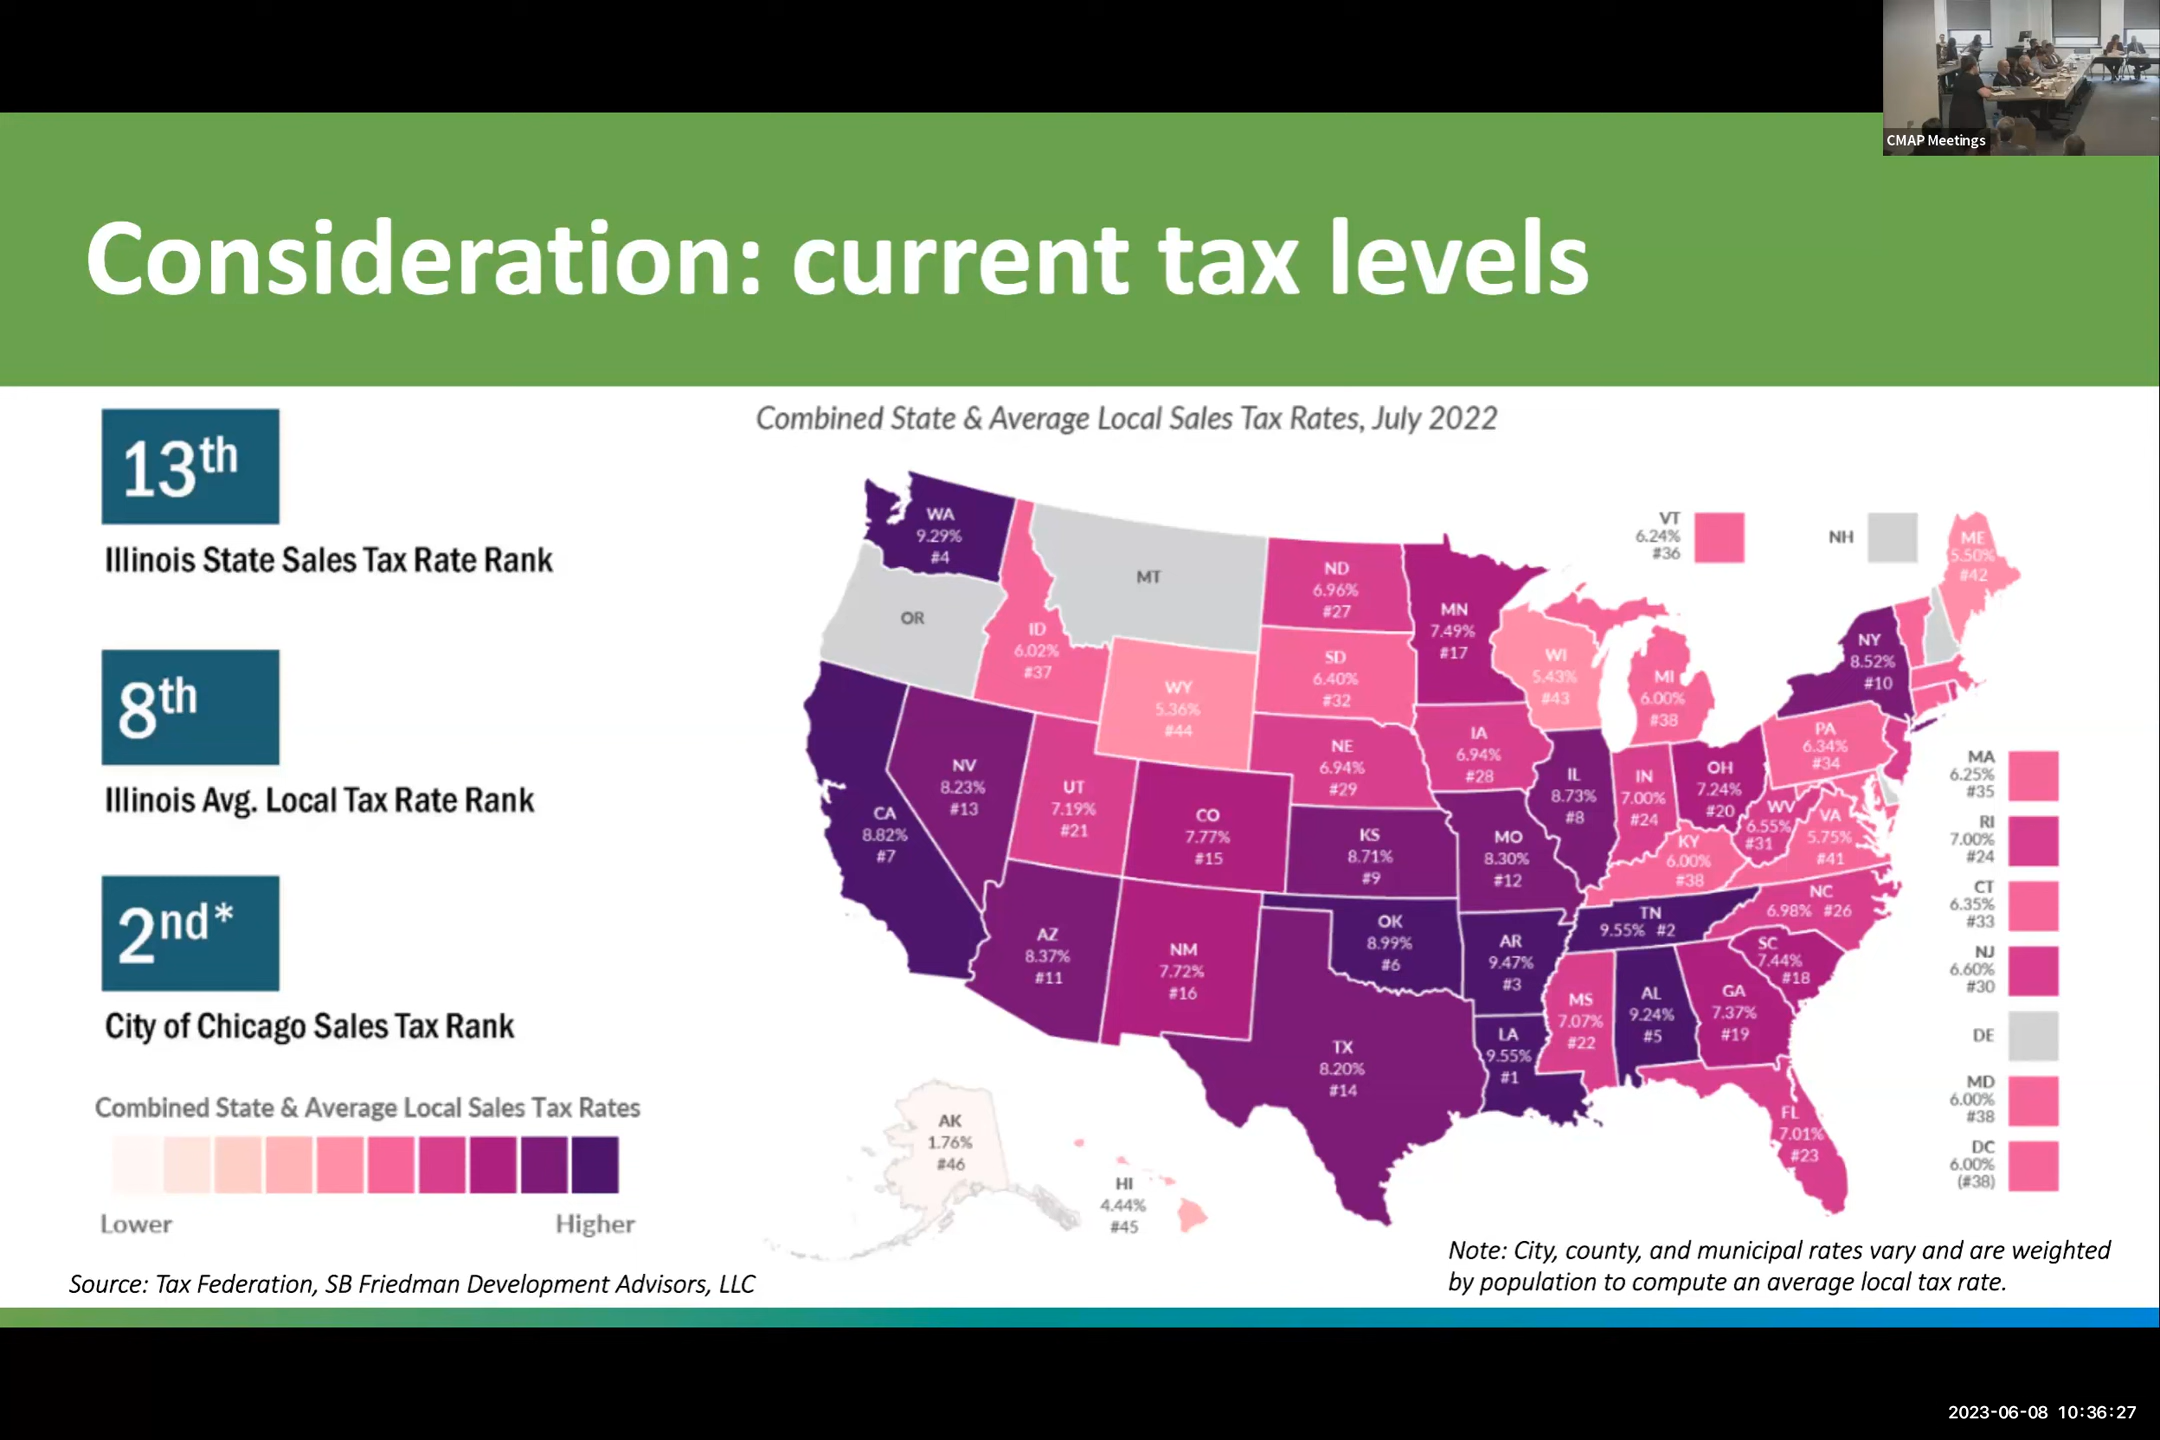 CMAP Meetings
Consideration: current tax levels
13th
Illinois State Sales Tax Rate Rank
8th
Illinois Avg. Local Tax Rate Rank
2nd*
City of Chicago Sales Tax Rank
Combined State & Average Local Sales Tax Rates
Lower
Higher
Source: Tax Federation, SB Friedman Development Advisors, LLC
Combined State & Average Local Sales Tax Rates, July 2022
WA
9.29%
#4
OR
MT
ID
6.02%
#37
WY
5.36%
#44
ND
6.96%
#27
SD
6.40%
#32
NE
6.94%
#29
MN
7.49%
#17
IA
6.94%
#28
WI
5.43%
#43
MI
6.00%
#38
VT
6.24%
#36
NH
ME
5.50%
#42
NY
8.52%
#10
PA
6.34%
#34
CA
8.82%
#7
NV
8.23%
#13
UT
7.19%
#21
CO
7.77%
#15
KS
8.71%
#9
MO
8.30%
#12
IL
8.73%
#8
IN
7.00%
#24
OH
7.24%
#20
WV
6.55%
#31
VA
5.75%
#41
KY
6.00%
#38
NC
6.98% #26
TN
9.55% #2
SC
7.44%
#18
AZ
8.37%
#11
NM
7.72%
#16
OK
8.99%
#6
AR
9.47%
#3
MS
7.07%
#22
AL
9.24%
#5
GA
7.37%
#19
TX
8.20%
#14
LA
9.55%
#1
FL
7.01%
#23
AK
1.76%
#46
HI
4.44%
#45
MA
6.25%
#35
RI
7.00%
#24
CT
6.35%
#33
NJ
6.60%
#30
DE
MD
6.00%
#38
DC
6.00%
(#38)
Note: City, county, and municipal rates vary and are weighted
by population to compute an average local tax rate.
2023-06-08 10:36:27